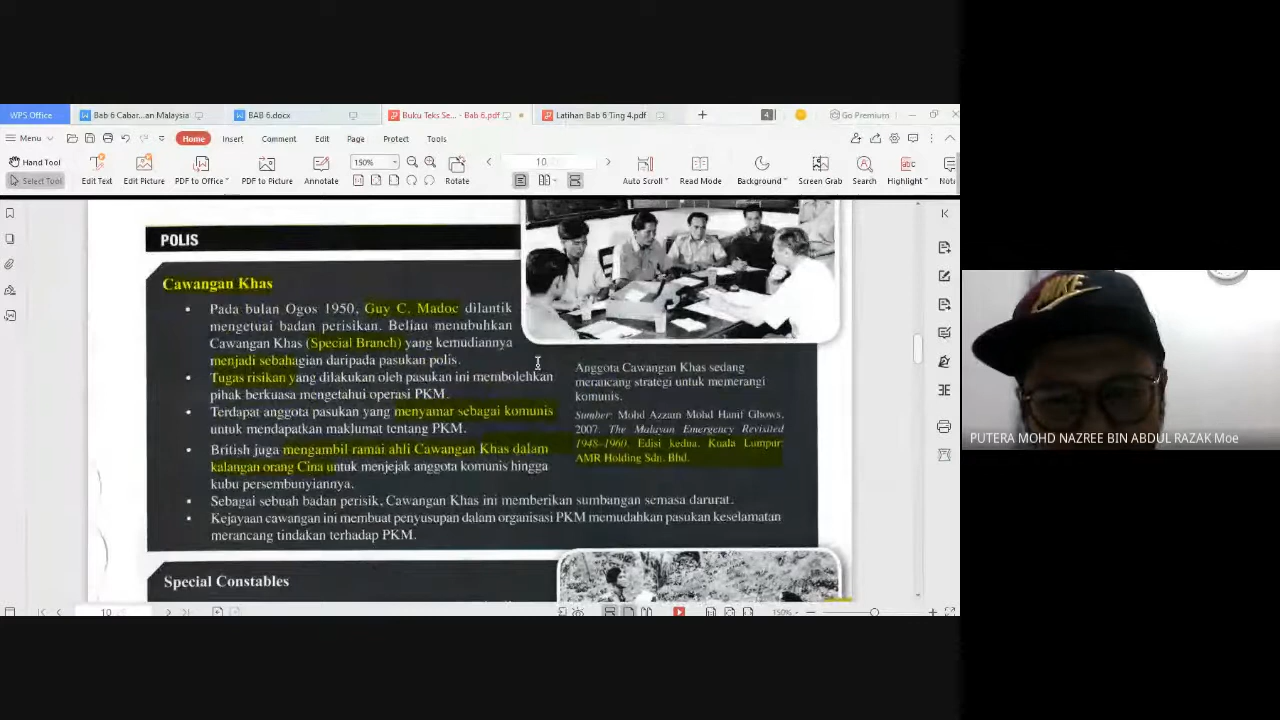 WPS Office
Bab 6 Cabar...an Malaysia
BAB 6.docx
Buku Teks Se... - Bab 6.pdf
Latihan Bab 6 Ting 4.pdf
4
Go Premium
Menu
Home
Insert
Comment
Edit
Page
Protect
Tools
Hand Tool
Select Tool
Edit Text
Edit Picture
PDF to Office
PDF to Picture
Annotate
150%
Rotate
10
Auto Scroll
Read Mode
Background
Screen Grab
Search
Highlight
POLIS
Cawangan Khas
• Pada bulan Ogos 1950, Guy C. Madoc dilantik
mengetuai badan perisikan. Beliau menubuhkan
Cawangan Khas (Special Branch) yang kemudiannya
menjadi sebahagian daripada pasukan polis.
• Tugas risikan yang dilakukan oleh pasukan ini membolehkan
pihak berkuasa mengetahui operasi PKM.
• Terdapat anggota pasukan yang menyamar sebagai komunis
untuk mendapatkan maklumat tentang PKM.
• British juga mengambil ramai ahli Cawangan Khas dalam
kalangan orang Cina untuk menjejak anggota komunis hingga
kubu persembunyiannya.
• Sebagai sebuah badan perisik, Cawangan Khas ini memberikan sumbangan semasa darurat.
• Kejayaan cawangan ini membuat penyusupan dalam organisasi PKM memudahkan pasukan keselamatan
merancang tindakan terhadap PKM.
Anggota Cawangan Khas sedang
merancang strategi untuk memerangi
komunis.
Sumber: Mohd Azzam Mohd Hanif Ghows,
2007. The Malayan Emergency Revisited
1948–1960. Edisi kedua. Kuala Lumpur:
AMR Holding Sdn. Bhd.
Special Constables
10
150%
PUTERA MOHD NAZREE BIN ABDUL RAZAK Moe
NIKE